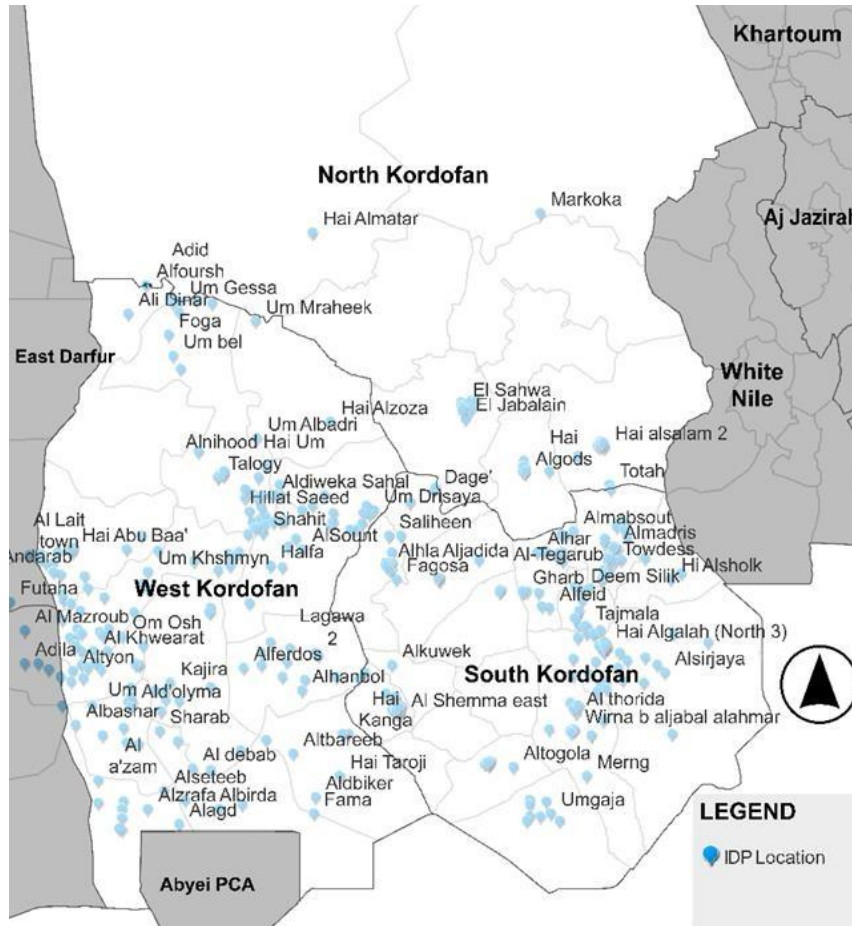 Khartoum
North Kordofan
Markoka
Hai Almatar
Aj Jazirah
Adid
Alfoursh
Um Gessa
Ali Dinar
Um Mraheek
Foga
Um bel
East Darfur
White
Nile
El Sahwa
El Jabalain
Hai Alzoza
Um Albadri
Hai
Algods
Hai alsalam 2
Alnihood Hai Um
Talogy
Totah
Aldiweka Sahal
Dage'
Hillat Saeed
Um Drisaya
Almabsout
Shahit
Al Sount
Saliheen
Alhar
Almadris
Al Lait
town
Hai Abu Baa'
Halfa
Alhla Aljadida
Al-Tegarub
Towdess
Andarab
Um Khshmyn
Fagosa
Hi Alsholk
Futaha
West Kordofan
Gharb
Deem Silik
Alfeid
Al Mazroub
Om Osh
Lagawa
2
Tajmala
Al Khwearat
Hai Algalah (North 3)
Adila
Altyon
Alferdos
Alkuwek
Kajira
Alhanbol
South Kordofan
Alsirjaya
Um
Ald'olyma
Hai
Kanga
Al Shemma east
Al thorida
Albashar
Sharab
Wirna b aljabal alahmar
Al
a'zam
Al debab
Altbareeb
Hai Taroji
Altogola
Merng
Alseteeb
Aldbiker
Alzrafa Albirda
Fama
Umgaja
Alagd
LEGEND
IDP Location
Abyei PCA